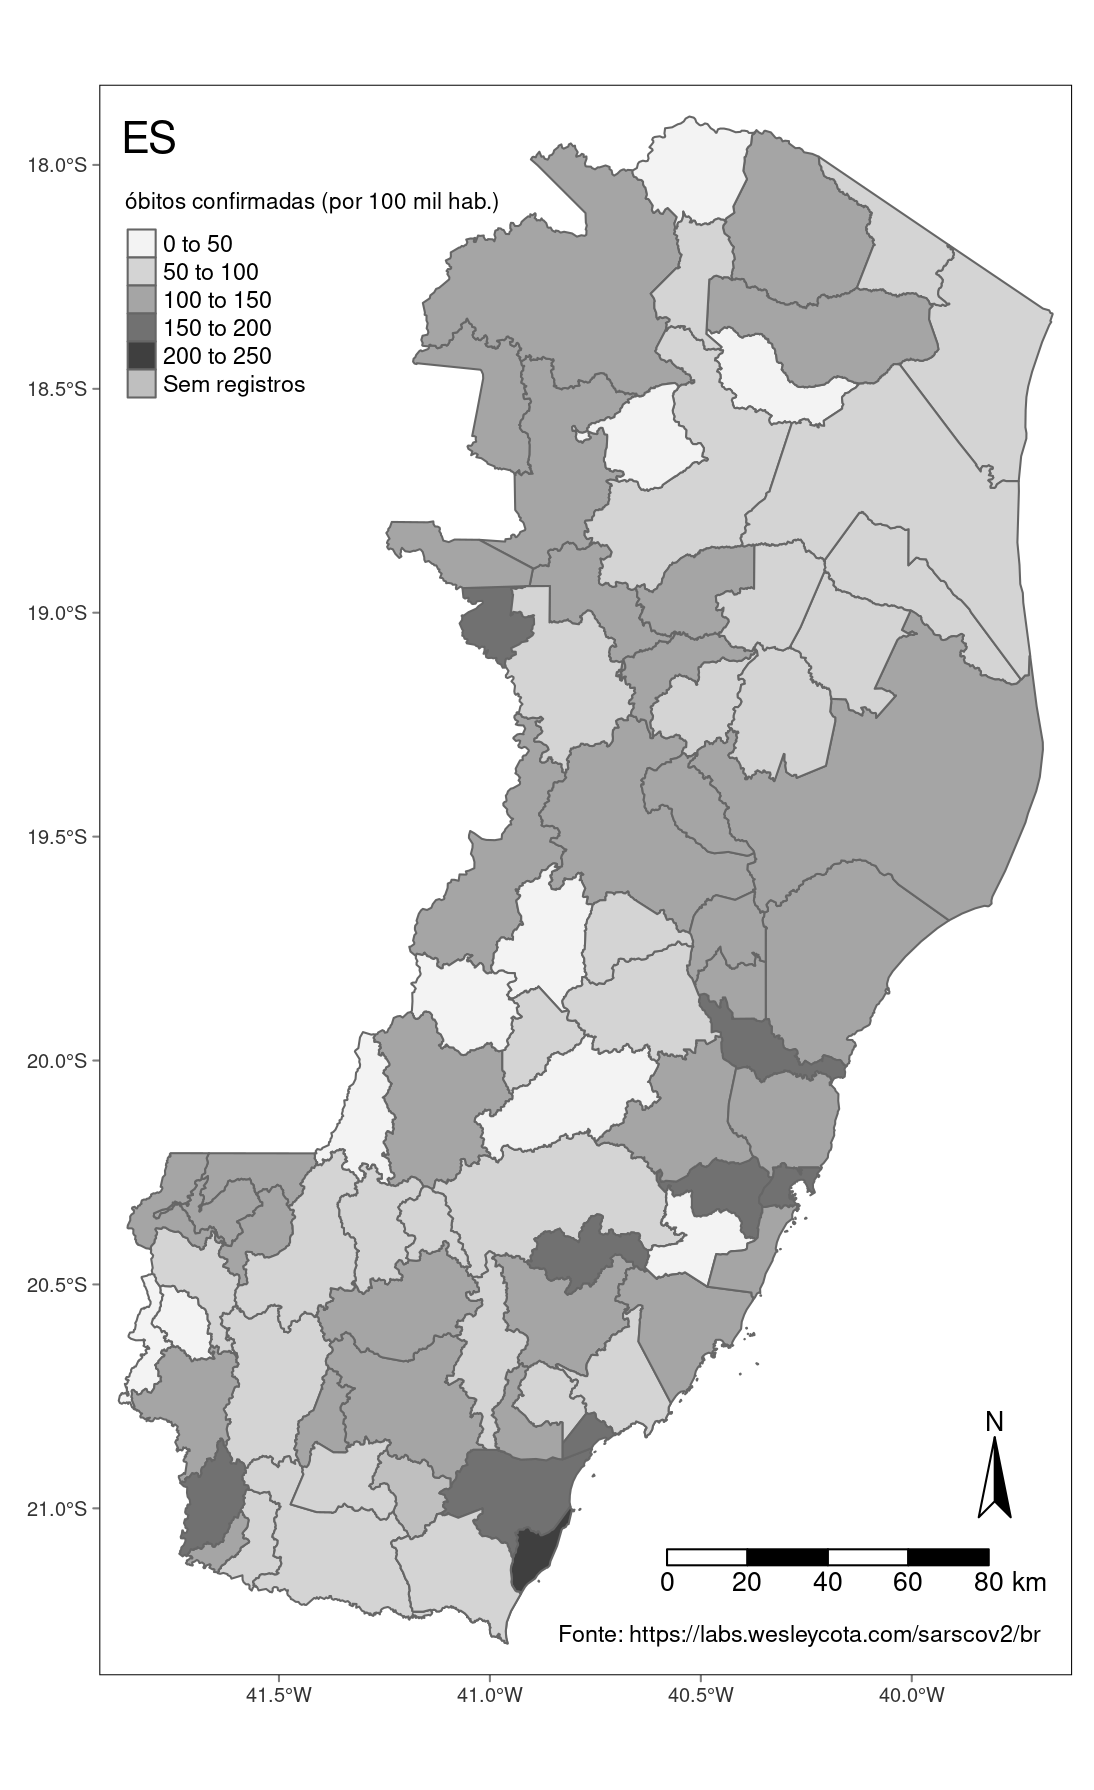 ES
óbitos confirmadas (por 100 mil hab.)
0 to 50
50 to 100
100 to 150
150 to 200
200 to 250
Sem registros
18.0°S
18.5°S
19.0°S
19.5°S
20.0°S
20.5°S
21.0°S
N
0 20 40 60 80 km
Fonte: https://labs.wesleycota.com/sarscov2/br
41.5°W 41.0°W 40.5°W 40.0°W